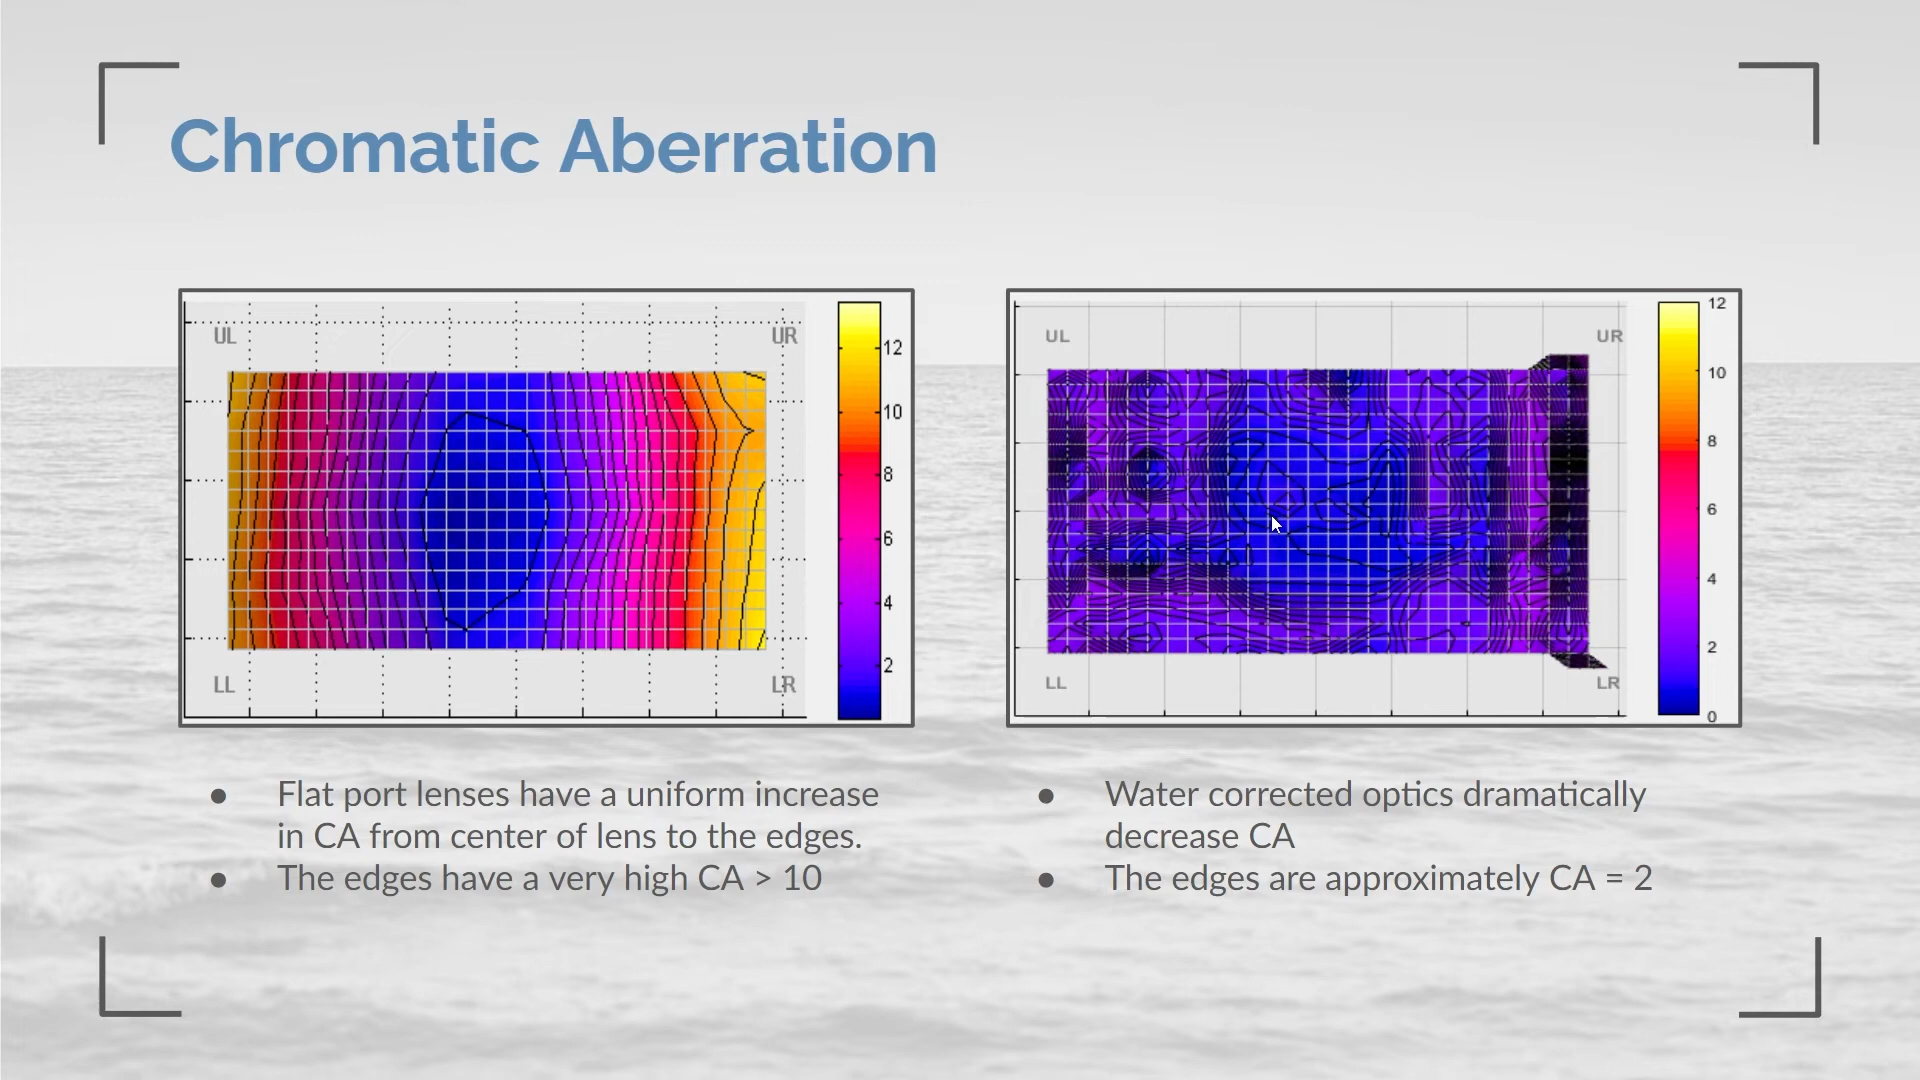 Chromatic Aberration
UL
UR
LL
LR
12
10
8
6
4
2
UL
UR
LL
LR
12
10
8
6
4
2
0
● Flat port lenses have a uniform increase
in CA from center of lens to the edges.
● The edges have a very high CA > 10
● Water corrected optics dramatically
decrease CA
● The edges are approximately CA = 2